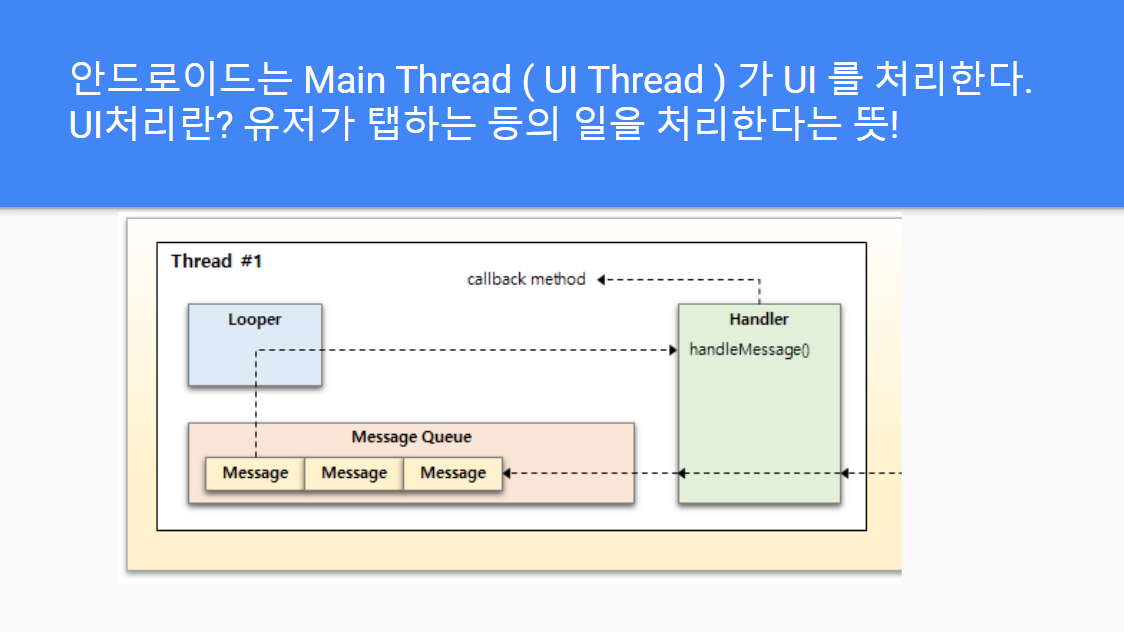 안드로이드는 Main Thread ( UI Thread ) 가 UI 를 처리한다.
UI처리란? 유저가 탭하는 등의 일을 처리한다는 뜻!
Thread #1
callback method
Looper
Handler
handleMessage()
Message Queue
Message Message Message